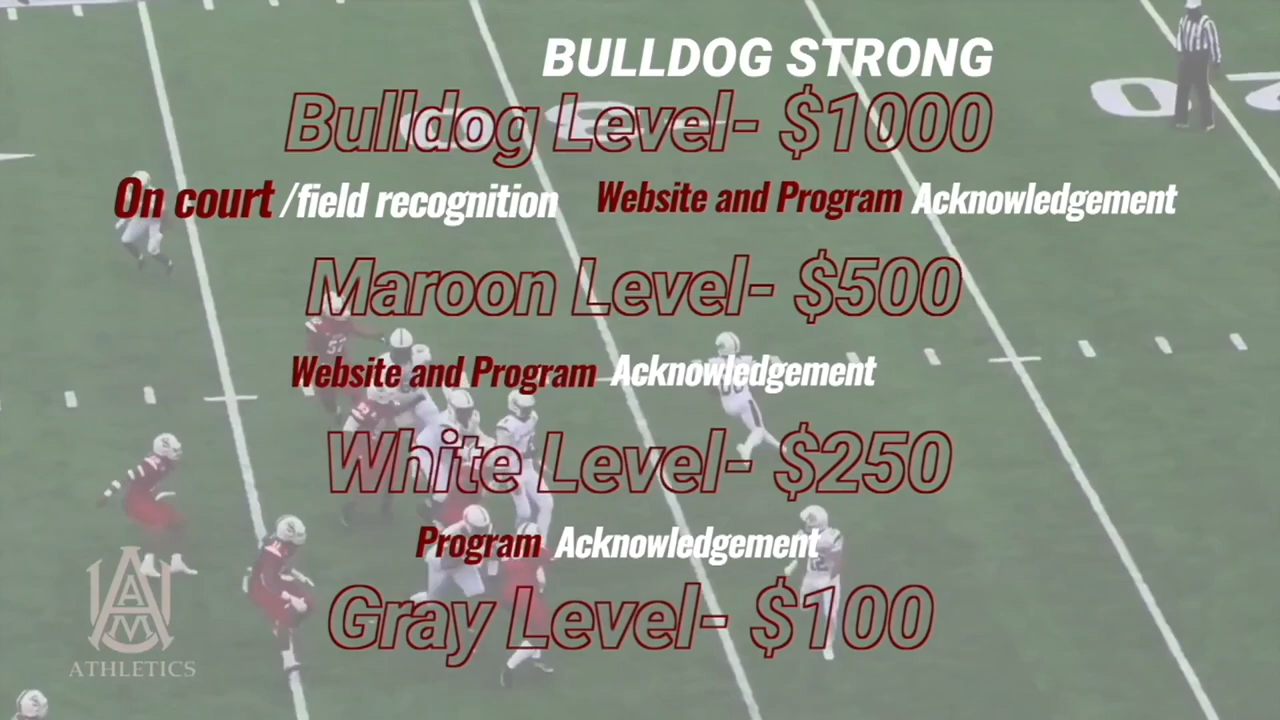 BULLDOG STRONG
Bulldog Level- $1000
On court /field recognition Website and Program Acknowledgement
Maroon Level- $500
Website and Program Acknowledgement
White Level- $250
Program Acknowledgement
Gray Level- $100
AAM
ATHLETICS